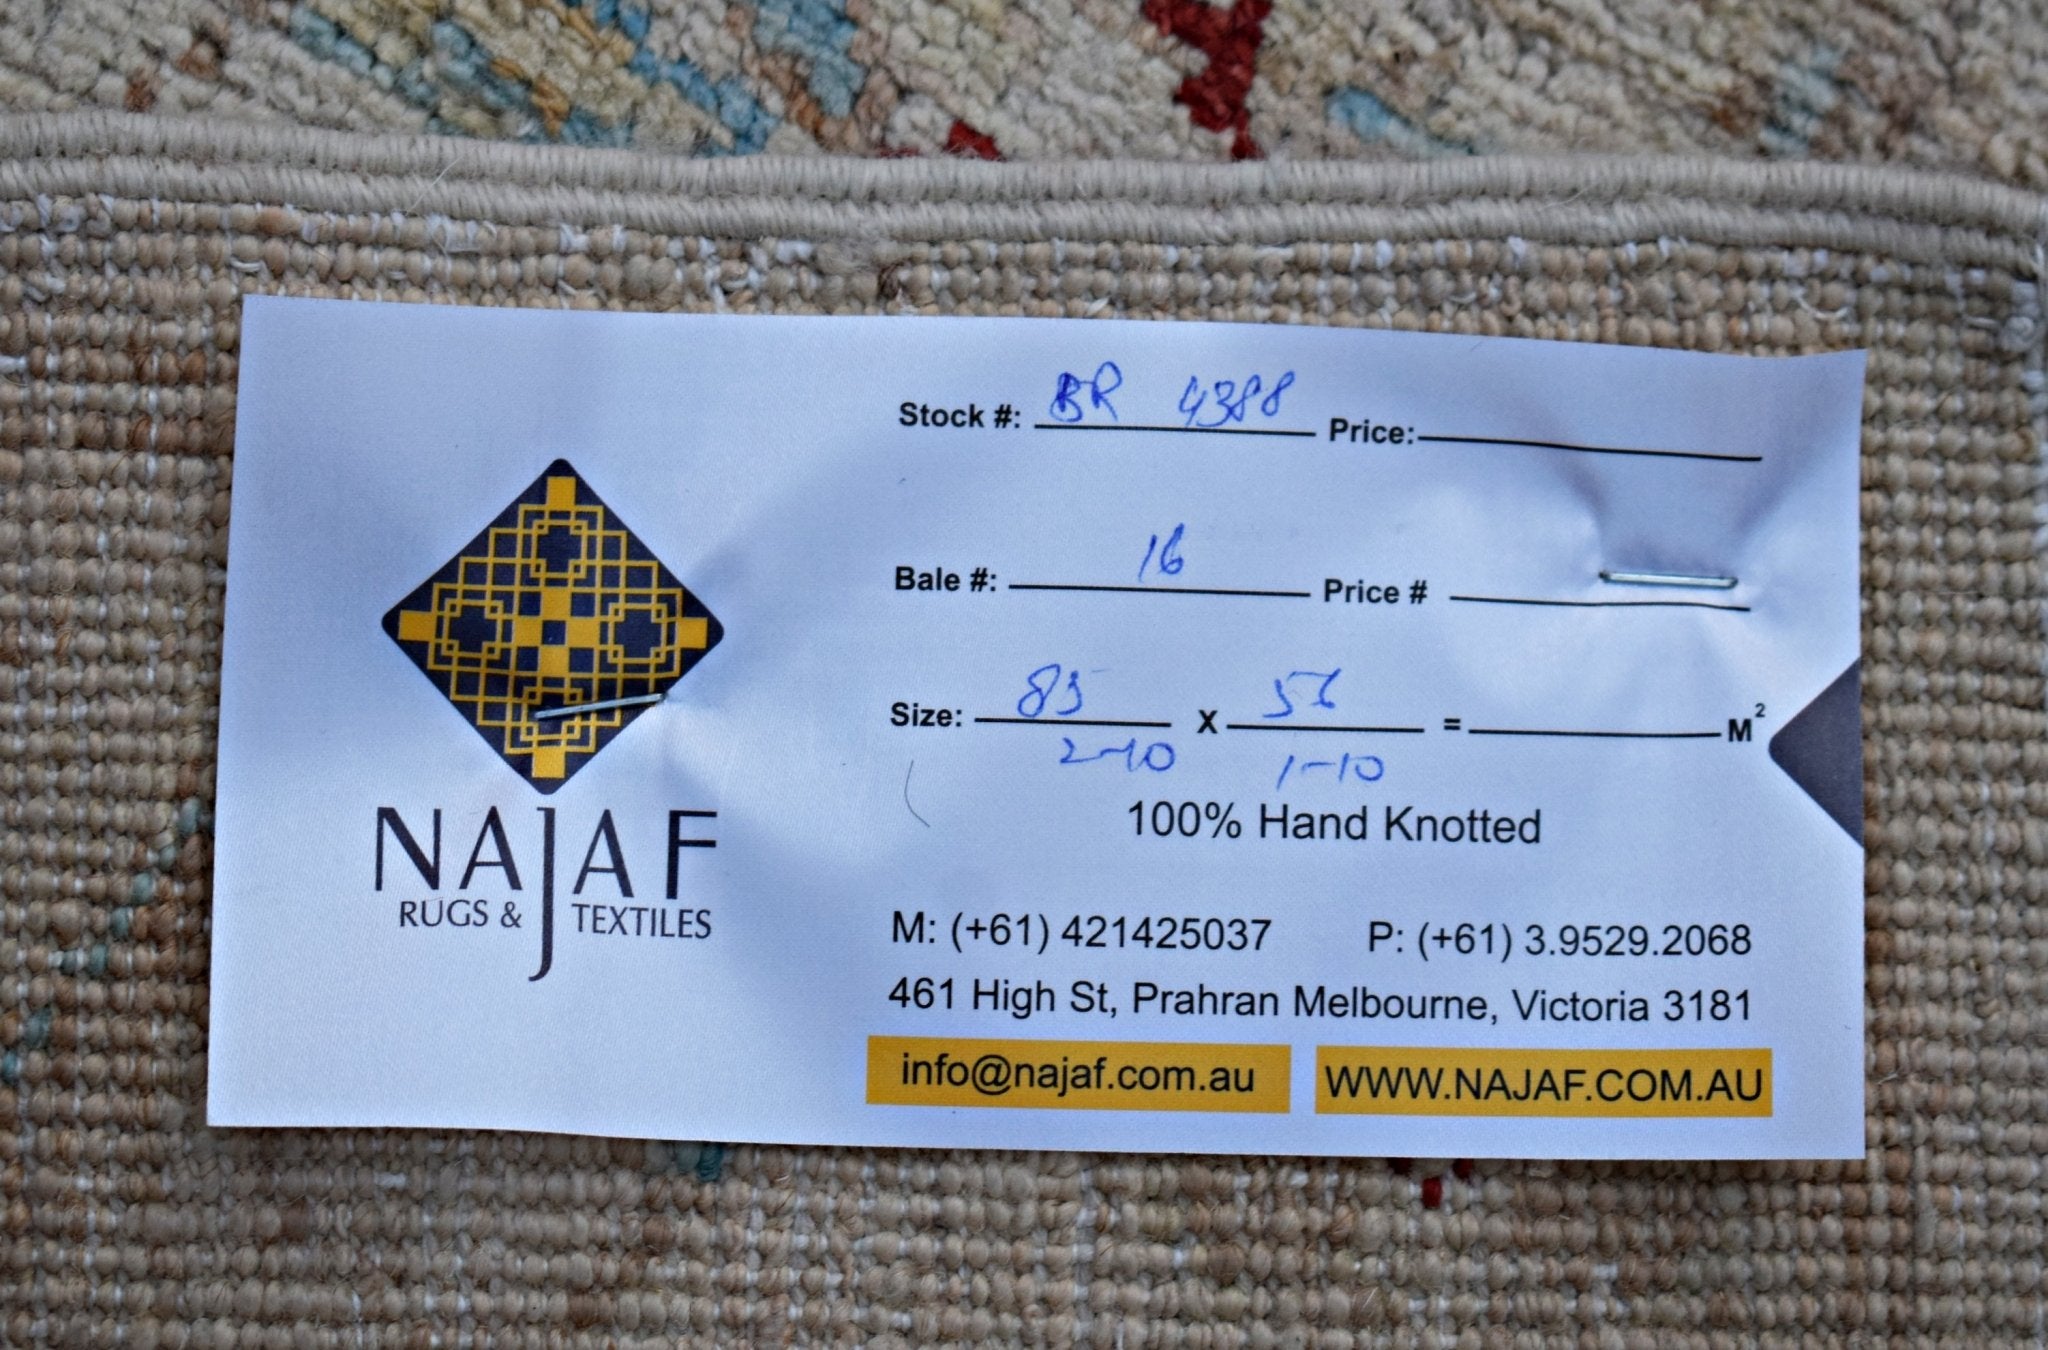 Stock #: BR 4388 Price:
Bale #: 16 Price #
Size: 85 X 56 = M²
2-10 1-10
100% Hand Knotted
NAJAF
RUGS & TEXTILES
M: (+61) 421425037 P: (+61) 3.9529.2068
461 High St, Prahran Melbourne, Victoria 3181
info@najaf.com.au WWW.NAJAF.COM.AU